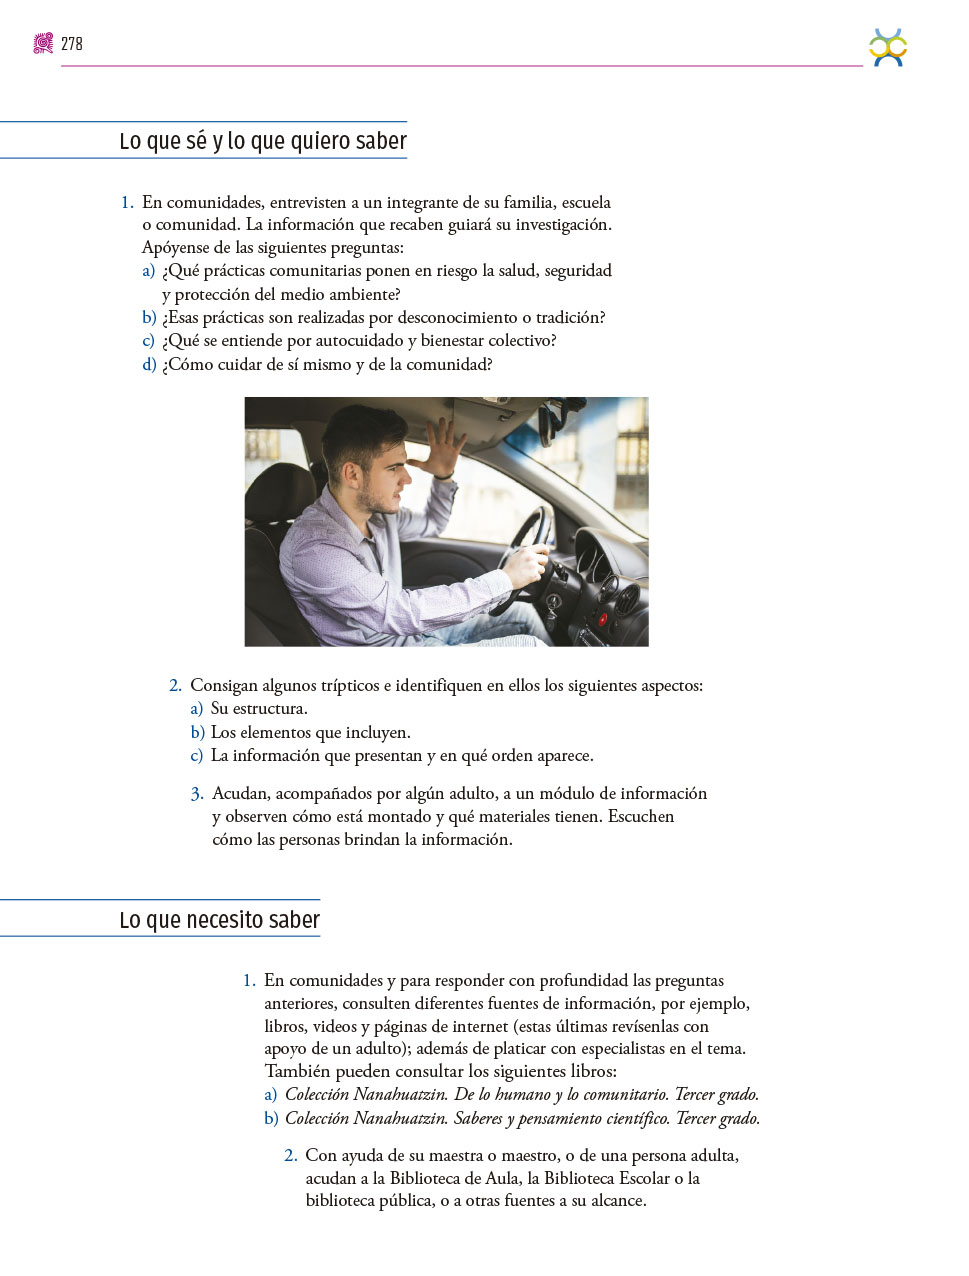 278
Lo que sé y lo que quiero saber
1. En comunidades, entrevisten a un integrante de su familia, escuela
o comunidad. La información que recaben guiará su investigación.
Apóyense de las siguientes preguntas:
a) ¿Qué prácticas comunitarias ponen en riesgo la salud, seguridad
y protección del medio ambiente?
b) ¿Esas prácticas son realizadas por desconocimiento o tradición?
c) ¿Qué se entiende por autocuidado y bienestar colectivo?
d) ¿Cómo cuidar de sí mismo y de la comunidad?
2. Consigan algunos trípticos e identifiquen en ellos los siguientes aspectos:
a) Su estructura.
b) Los elementos que incluyen.
c) La información que presentan y en qué orden aparece.
3. Acudan, acompañados por algún adulto, a un módulo de información
y observen cómo está montado y qué materiales tienen. Escuchen
cómo las personas brindan la información.
Lo que necesito saber
1. En comunidades y para responder con profundidad las preguntas
anteriores, consulten diferentes fuentes de información, por ejemplo,
libros, videos y páginas de internet (estas últimas revísenlas con
apoyo de un adulto); además de platicar con especialistas en el tema.
También pueden consultar los siguientes libros:
a) Colección Nanahuatzin. De lo humano y lo comunitario. Tercer grado.
b) Colección Nanahuatzin. Saberes y pensamiento científico. Tercer grado.
2. Con ayuda de su maestra o maestro, o de una persona adulta,
acudan a la Biblioteca de Aula, la Biblioteca Escolar o la
biblioteca pública, o a otras fuentes a su alcance.